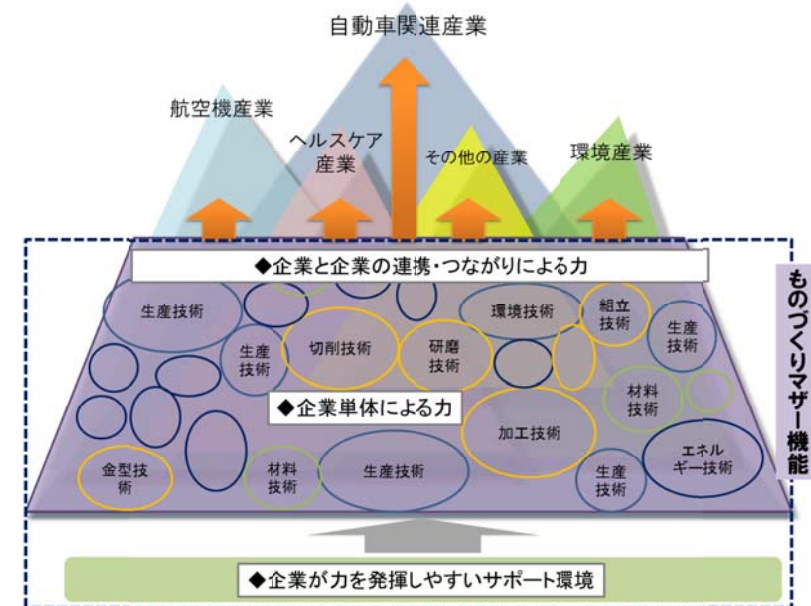 自動車関連産業
航空機産業
ヘルスケア
産業
その他の産業
環境産業
◆企業と企業の連携・つながりによる力
生産技術
環境技術
組立
技術
生産
技術
生産
技術
切削技術
研磨
技術
材料
技術
◆企業単体による力
加工技術
金型技
術
材料
技術
生産技術
生産
技術
エネル
ギー技術
ものづくりマザー機能
◆企業が力を発揮しやすいサポート環境